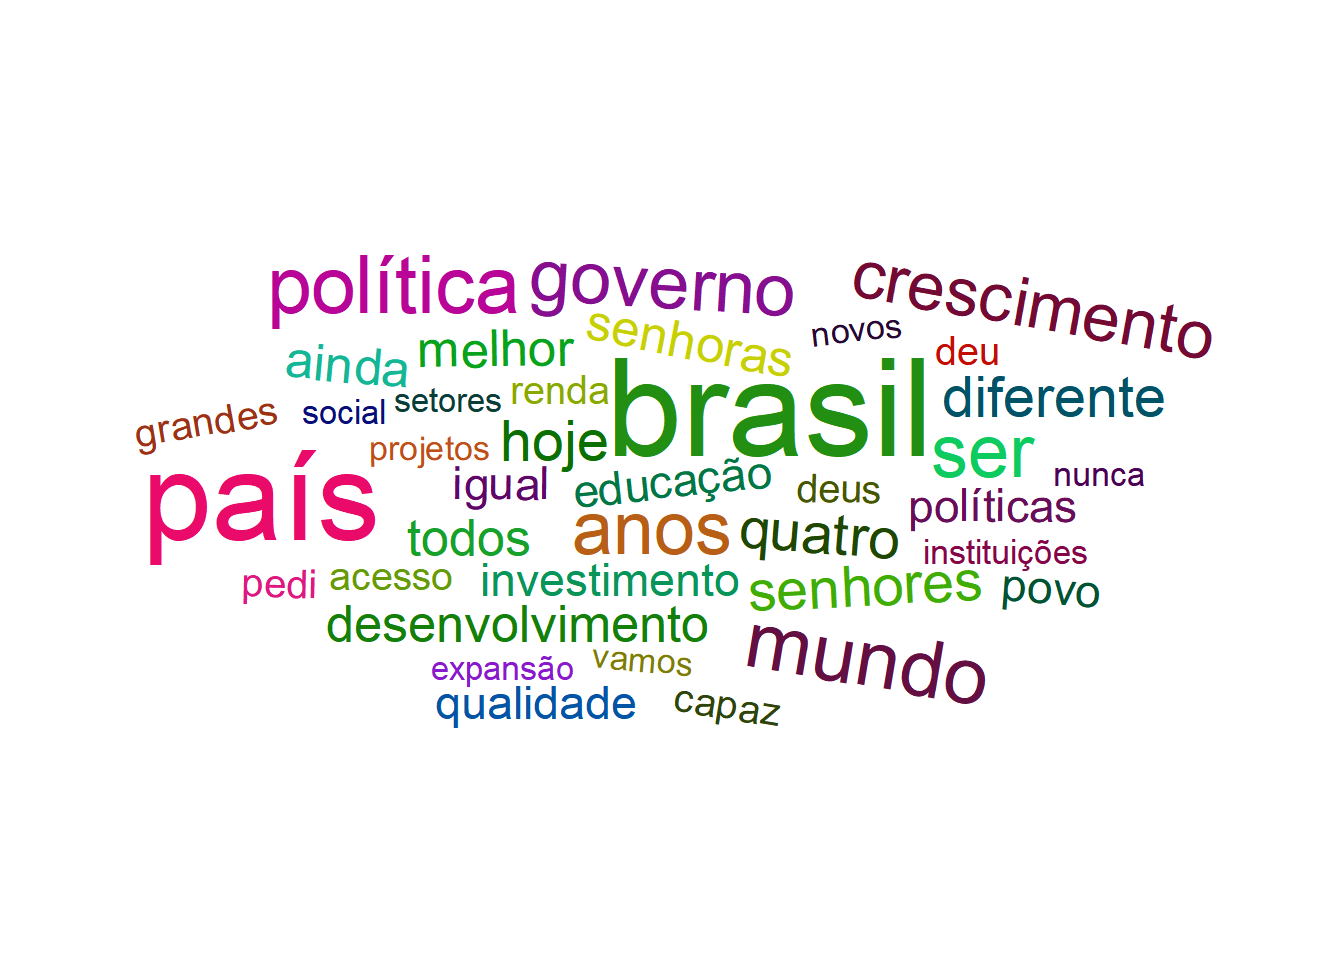 política governo crescimento
senhoras novos
ainda melhor deu
brasil
grandes social setores renda diferente
projetos hoje ser
país igual educação deus nunca
políticas
todos anos quatro instituições
pedi acesso investimento senhores povo
desenvolvimento
expansão vamos mundo
qualidade capaz